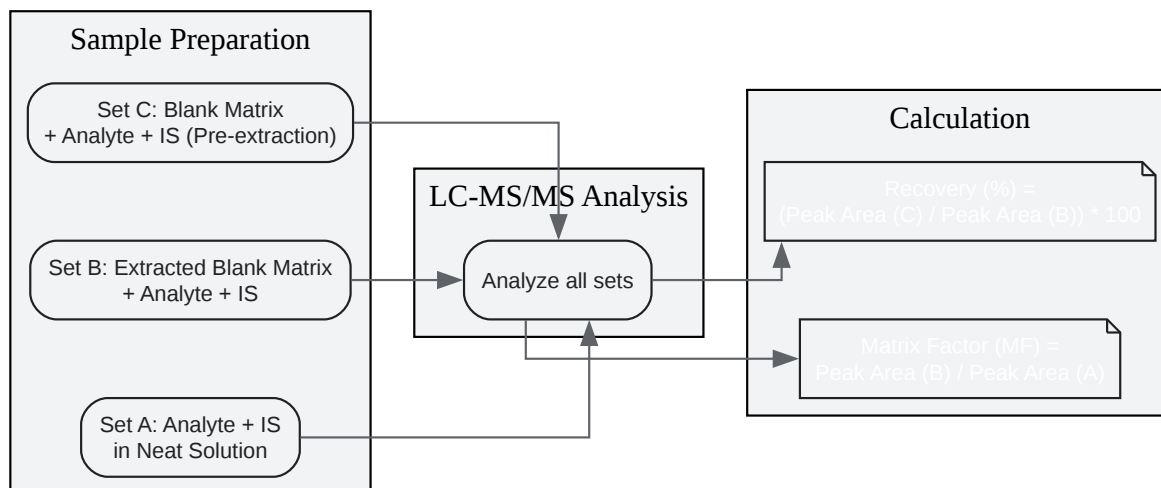 Sample Preparation
Set C: Blank Matrix
+ Analyte + IS (Pre-extraction)
Set B: Extracted Blank Matrix
+ Analyte + IS
Set A: Analyte + IS
in Neat Solution
LC-MS/MS Analysis
Analyze all sets
Calculation
Recovery (%) =
(Peak Area (C) / Peak Area (B)) * 100
Matrix Factor (MF) =
Peak Area (B) / Peak Area (A)